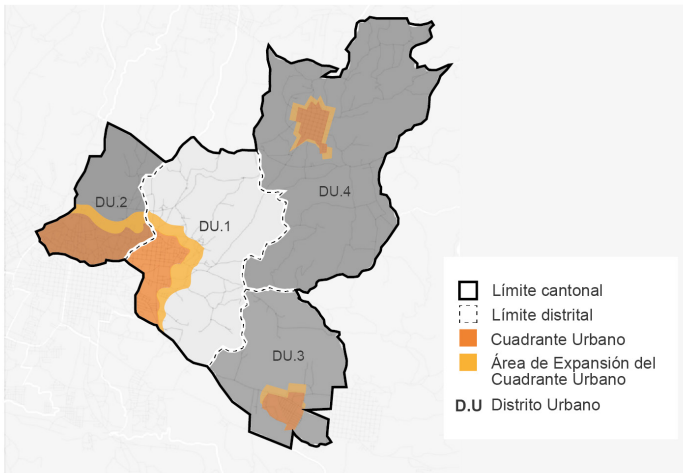 DU.2
DU.1
DU.4
DU.3
Límite cantonal
Límite distrital
Cuadrante Urbano
Área de Expansión del
Cuadrante Urbano
D.U Distrito Urbano